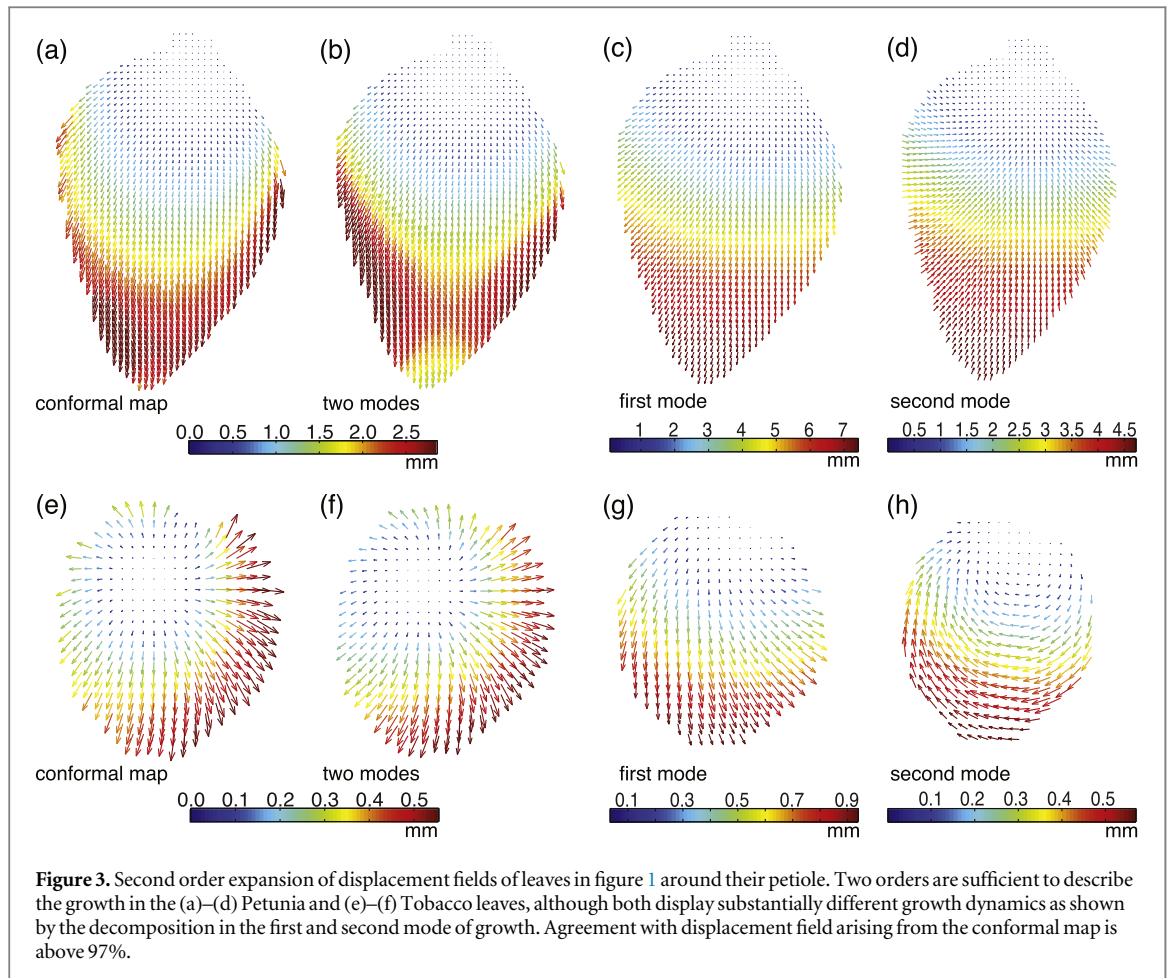 (a)
(b)
(c)
(d)
conformal map
two modes
first mode
second mode
0.0 0.5 1.0 1.5 2.0 2.5
mm
1 2 3 4 5 6 7
mm
0.5 1 1.5 2 2.5 3 3.5 4 4.5
mm
(e)
(f)
(g)
(h)
conformal map
two modes
first mode
second mode
0.0 0.1 0.2 0.3 0.4 0.5
mm
0.1 0.3 0.5 0.7 0.9
mm
0.1 0.2 0.3 0.4 0.5
mm
Figure 3. Second order expansion of displacement fields of leaves in figure 1 around their petiole. Two orders are sufficient to describe
the growth in the (a)–(d) Petunia and (e)–(f) Tobacco leaves, although both display substantially different growth dynamics as shown
by the decomposition in the first and second mode of growth. Agreement with displacement field arising from the conformal map is
above 97%.